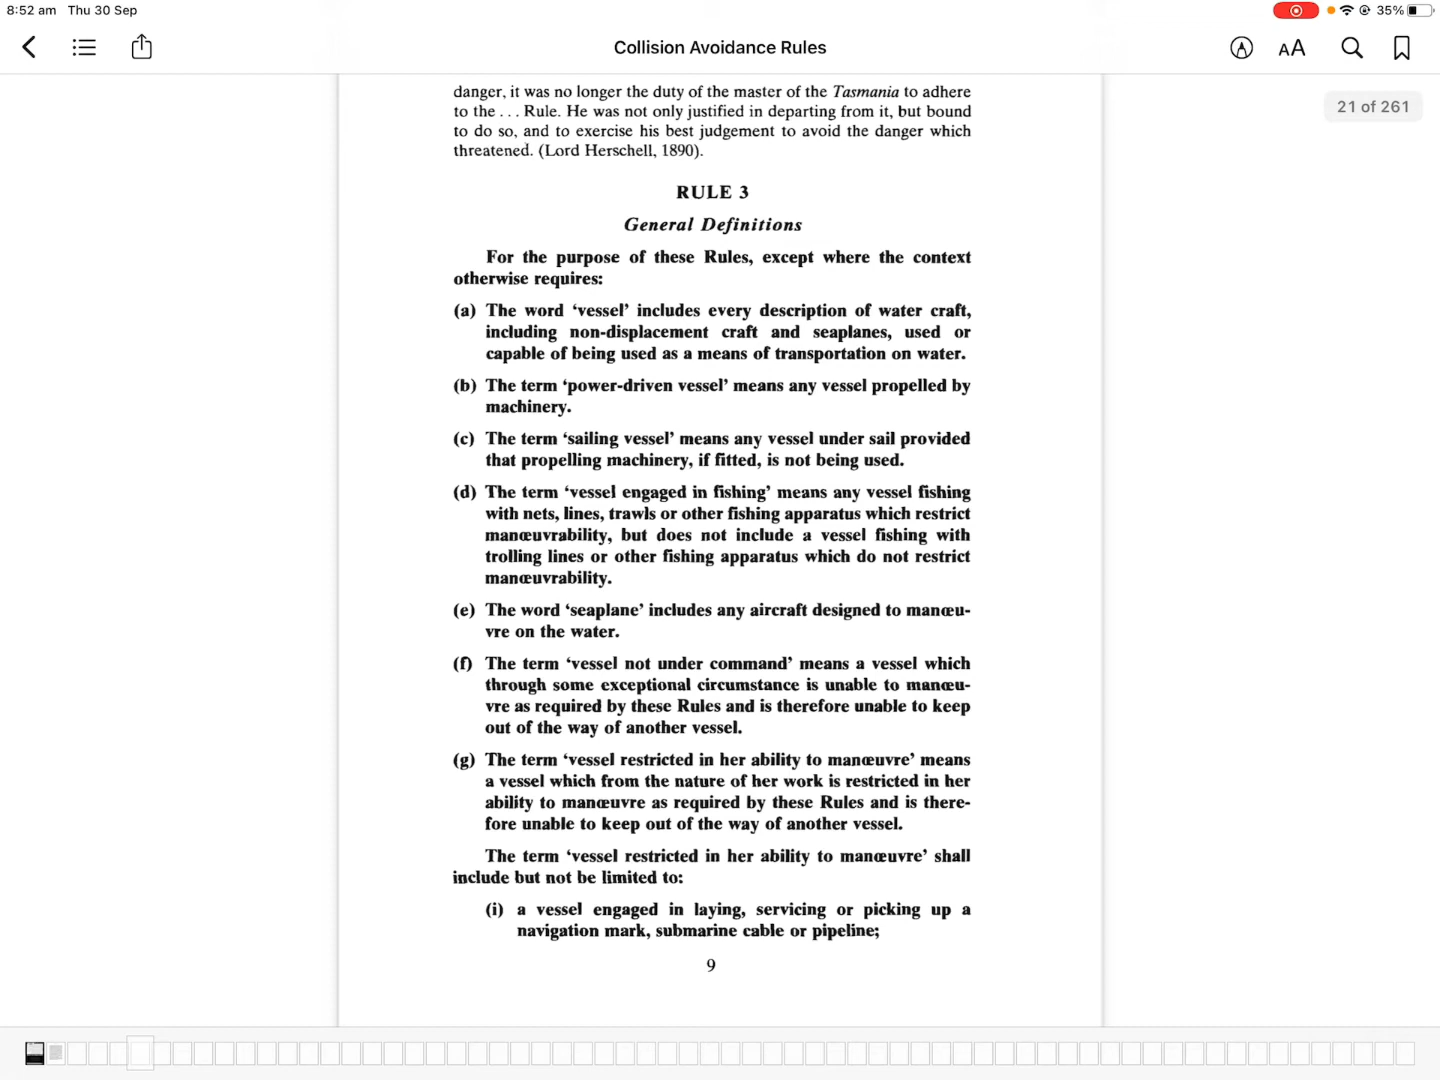 8:52 am Thu 30 Sep
35%
Collision Avoidance Rules
AA
21 of 261
danger, it was no longer the duty of the master of the Tasmania to adhere
to the ... Rule. He was not only justified in departing from it, but bound
to do so, and to exercise his best judgement to avoid the danger which
threatened. (Lord Herschell, 1890).
RULE 3
General Definitions
For the purpose of these Rules, except where the context
otherwise requires:
(a) The word ‘vessel’ includes every description of water craft,
including non-displacement craft and seaplanes, used or
capable of being used as a means of transportation on water.
(b) The term ‘power-driven vessel’ means any vessel propelled by
machinery.
(c) The term ‘sailing vessel’ means any vessel under sail provided
that propelling machinery, if fitted, is not being used.
(d) The term ‘vessel engaged in fishing’ means any vessel fishing
with nets, lines, trawls or other fishing apparatus which restrict
manœuvrability, but does not include a vessel fishing with
trolling lines or other fishing apparatus which do not restrict
manœuvrability.
(e) The word ‘seaplane’ includes any aircraft designed to manœu-
vre on the water.
(f) The term ‘vessel not under command’ means a vessel which
through some exceptional circumstance is unable to manœu-
vre as required by these Rules and is therefore unable to keep
out of the way of another vessel.
(g) The term ‘vessel restricted in her ability to manœuvre’ means
a vessel which from the nature of her work is restricted in her
ability to manœuvre as required by these Rules and is there-
fore unable to keep out of the way of another vessel.
The term ‘vessel restricted in her ability to manœuvre’ shall
include but not be limited to:
(i) a vessel engaged in laying, servicing or picking up a
navigation mark, submarine cable or pipeline;
9